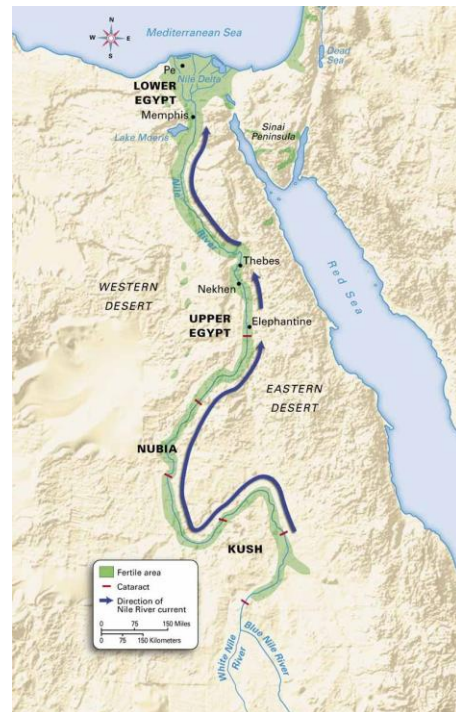 Mediterranean Sea
N
W
E
S
Dead
Sea
Pe
Nile Delta
LOWER
EGYPT
Memphis
Lake Moeris
Sinai
Peninsula
Nile
River
Thebes
Nekhen
WESTERN
DESERT
Red Sea
UPPER
EGYPT
Elephantine
EASTERN
DESERT
NUBIA
KUSH
Fertile area
Cataract
Direction of
Nile River current
0 75 150 Miles
0 75 150 Kilometers
White Nile
River
Blue Nile River